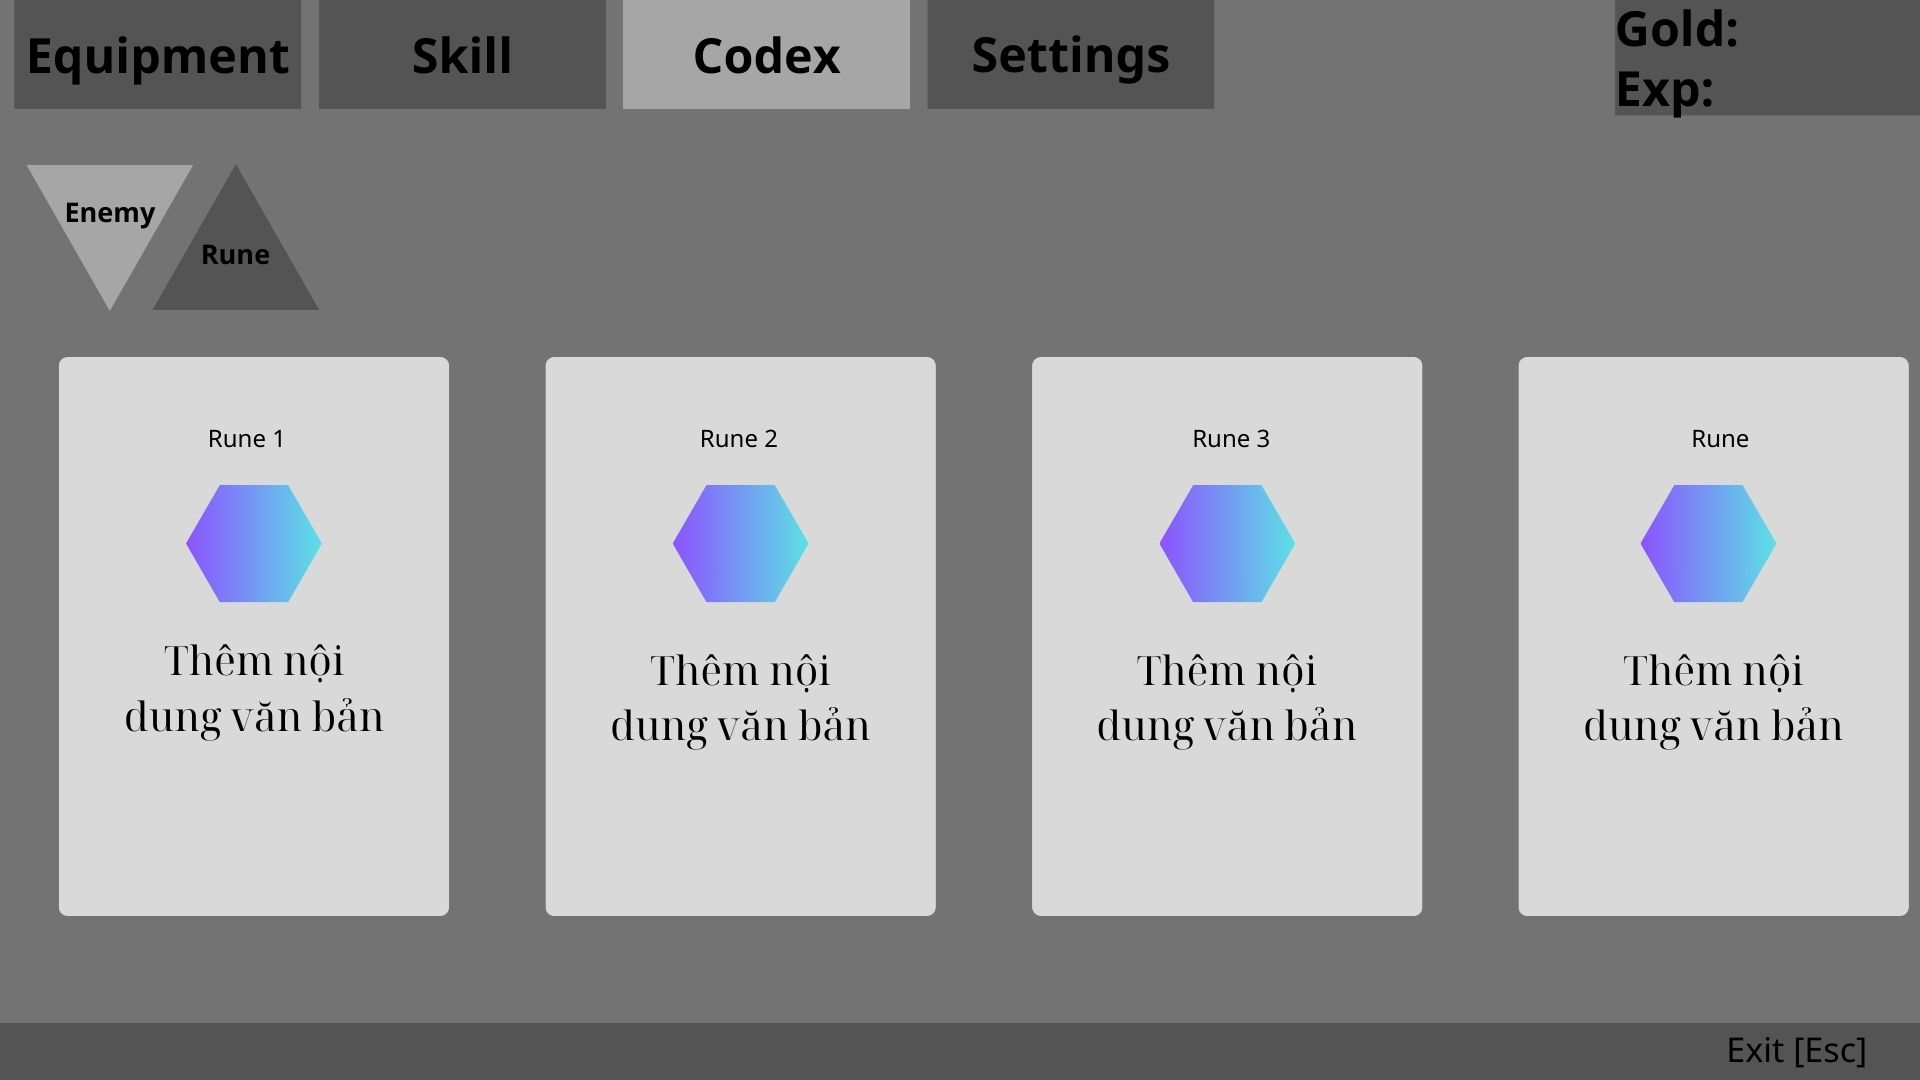 Equipment
Skill
Codex
Settings
Gold:
Exp:
Enemy
Rune
Rune 1
Thêm nội
dung văn bản
Rune 2
Thêm nội
dung văn bản
Rune 3
Thêm nội
dung văn bản
Rune
Thêm nội
dung văn bản
Exit [Esc]